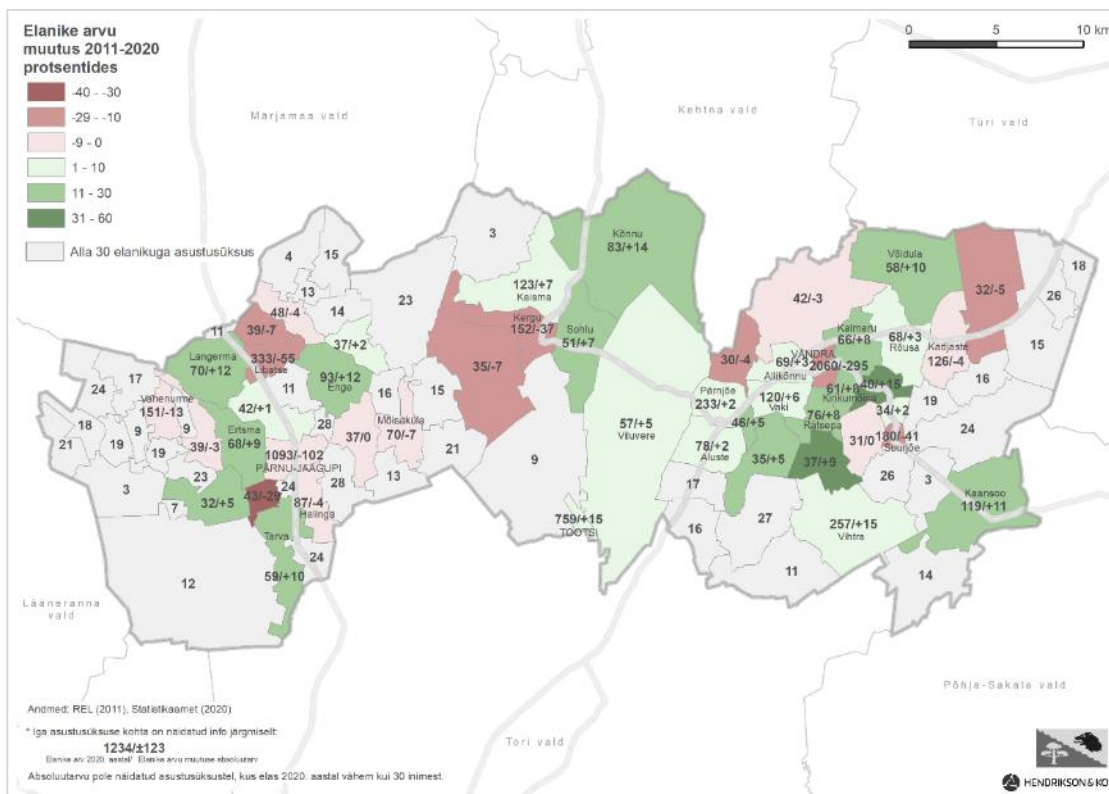 Elanike arvu
muutus 2011-2020
protsentides
-40 - -30
-29 - -10
-9 - 0
1 - 10
11 - 30
31 - 60
Alla 30 elanikuga asustusüksus
0 5 10 km
Märjamaa vald
Kehtna vald
Türi vald
Lääneranna
vald
Tori vald
Põhja-Sakala vald
4
15
13
48/-4
14
11
39/-7
333/-55
Libatse
37/+2
Langerma
70/+12
93/+12
Enge
11
17
24
Vahenurme
151/-13
42/+1
28
16
Mõisaküla
70/-7
37/0
18
9
9
21
19
19
39/-3
Ertsma
68/+9
1093/-102
PÄRNU-JAAGUPI
23
24
28
13
3
7
32/+5
43/-29
87/-4
Halinga
Tarva
24
59/+10
12
23
3
123/+7
Kaisma
Kergu
152/-37
35/-7
15
21
9
Kõnnu
83/+14
Sohlu
51/+7
57/+5
Viluvere
759/+15
TOOTSI
42/-3
30/-4
Võidula
58/+10
32/-5
18
26
15
Kalmaru
66/+8
68/+3
Rõusa
Kadjaste
126/-4
VÄNDRA
2060/-295
69/+3
Allikõnnu
61/+8
Kirikumõisa
40/+15
16
Pärnjõe
233/+2
120/+6
Vaki
76/+8
Rätsepa
34/+2
19
46/+5
31/0
180/-41
Suurejõe
24
78/+2
Aluste
35/+5
37/+9
17
26
3
Kaansoo
119/+11
16
27
257/+15
Vihtra
11
14
Andmed: REL (2011), Statistikaamet (2020)
* Iga asustusüksuse kohta on näidatud info järgmiselt:
1234/±123
Elanike arv 2020. aastal/ Elanike arvu muutuse absoluutarv
Absoluutarvu pole näidatud asustusüksustel, kus elas 2020. aastal vähem kui 30 inimest.
HENDRIKSON&KO